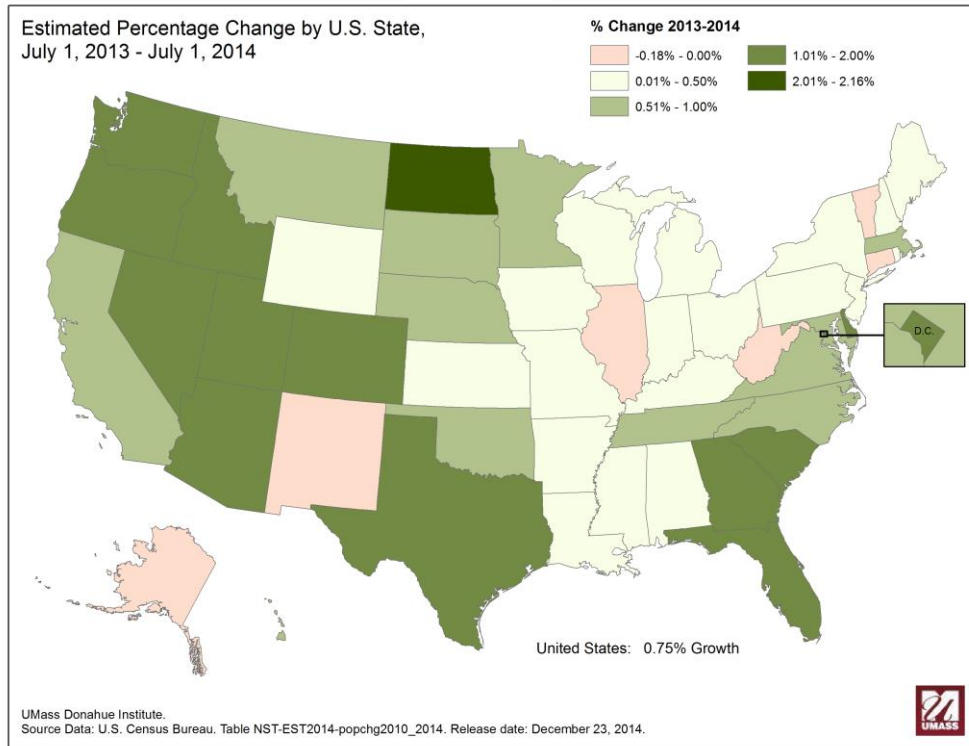 Estimated Percentage Change by U.S. State,
July 1, 2013 - July 1, 2014
% Change 2013-2014
-0.18% - 0.00%
0.01% - 0.50%
0.51% - 1.00%
1.01% - 2.00%
2.01% - 2.16%
D.C.
United States: 0.75% Growth
UMass Donahue Institute.
Source Data: U.S. Census Bureau. Table NST-EST2014-popchg2010_2014. Release date: December 23, 2014.
UMASS